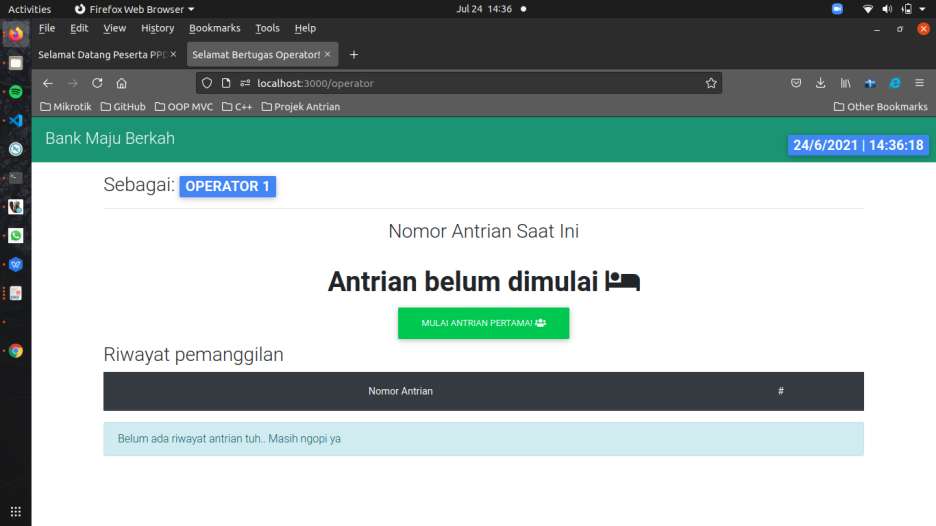 Activities Firefox Web Browser Jul 24 14:36
File Edit View History Bookmarks Tools Help
Selamat Datang Peserta PPD Selamat Bertugas Operator!
localhost:3000/operator
Mikrotik GitHub OOP MVC C++ Projek Antrian Other Bookmarks
Bank Maju Berkah
24/6/2021 | 14:36:18
Sebagai: OPERATOR 1
Nomor Antrian Saat Ini
Antrian belum dimulai
MULAI ANTRIAN PERTAMA!
Riwayat pemanggilan
Nomor Antrian #
Belum ada riwayat antrian tuh.. Masih ngopi ya